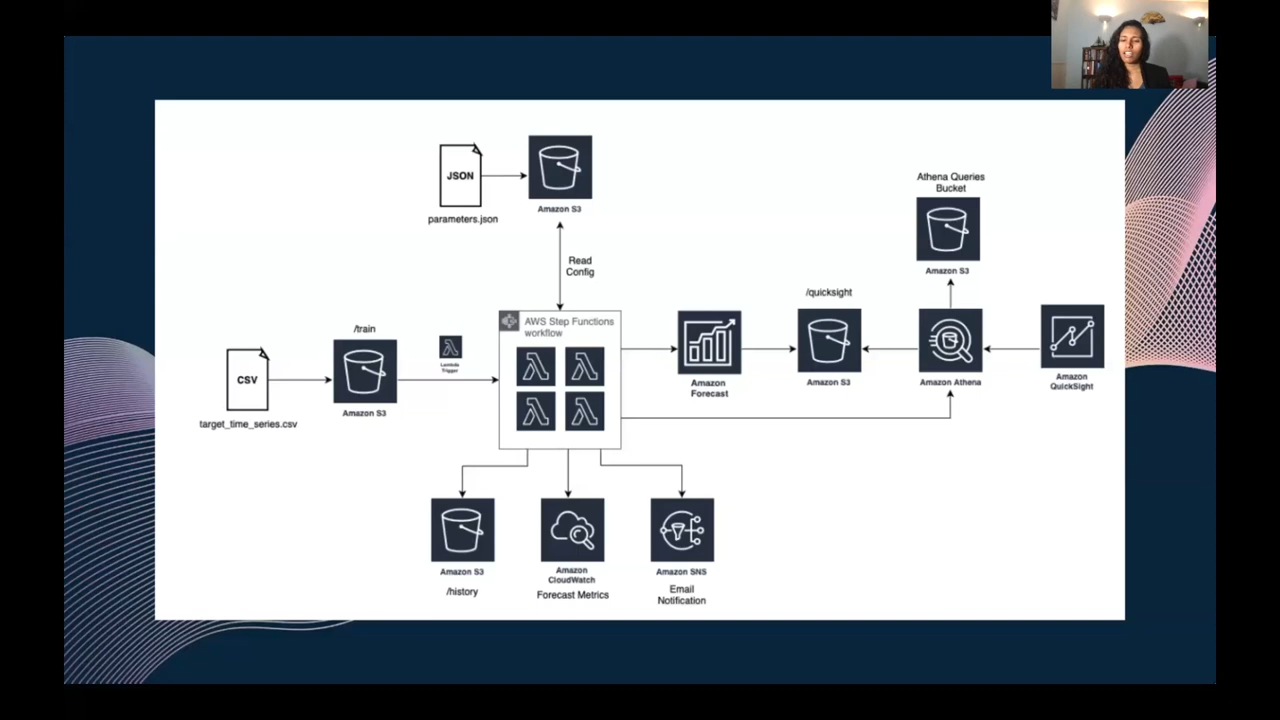 JSON
parameters.json
Amazon S3
Read
Config
Athena Queries
Bucket
Amazon S3
/train
CSV
target_time_series.csv
Amazon S3
Lambda
Trigger
AWS Step Functions
workflow
Amazon
Forecast
/quicksight
Amazon S3
Amazon Athena
Amazon
QuickSight
Amazon S3
/history
Amazon
CloudWatch
Forecast Metrics
Amazon SNS
Email
Notification